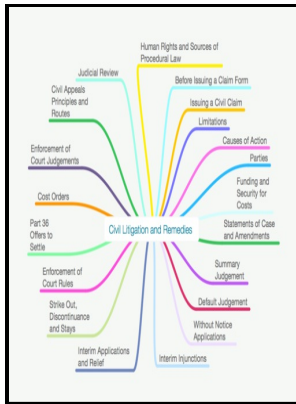 Human Rights and Sources of
Procedural Law
Judicial Review
Before Issuing a Claim Form
Civil Appeals
Principles and
Routes
Issuing a Civil Claim
Limitations
Enforcement of
Court Judgements
Causes of Action
Parties
Cost Orders
Funding and
Security for
Costs
Part 36
Offers to
Settle
Civil Litigation and Remedies
Statements of Case
and Amendments
Enforcement of
Court Rules
Summary
Judgement
Strike Out,
Discontinuance
and Stays
Default Judgement
Without Notice
Applications
Interim Applications
and Relief
Interim Injunctions